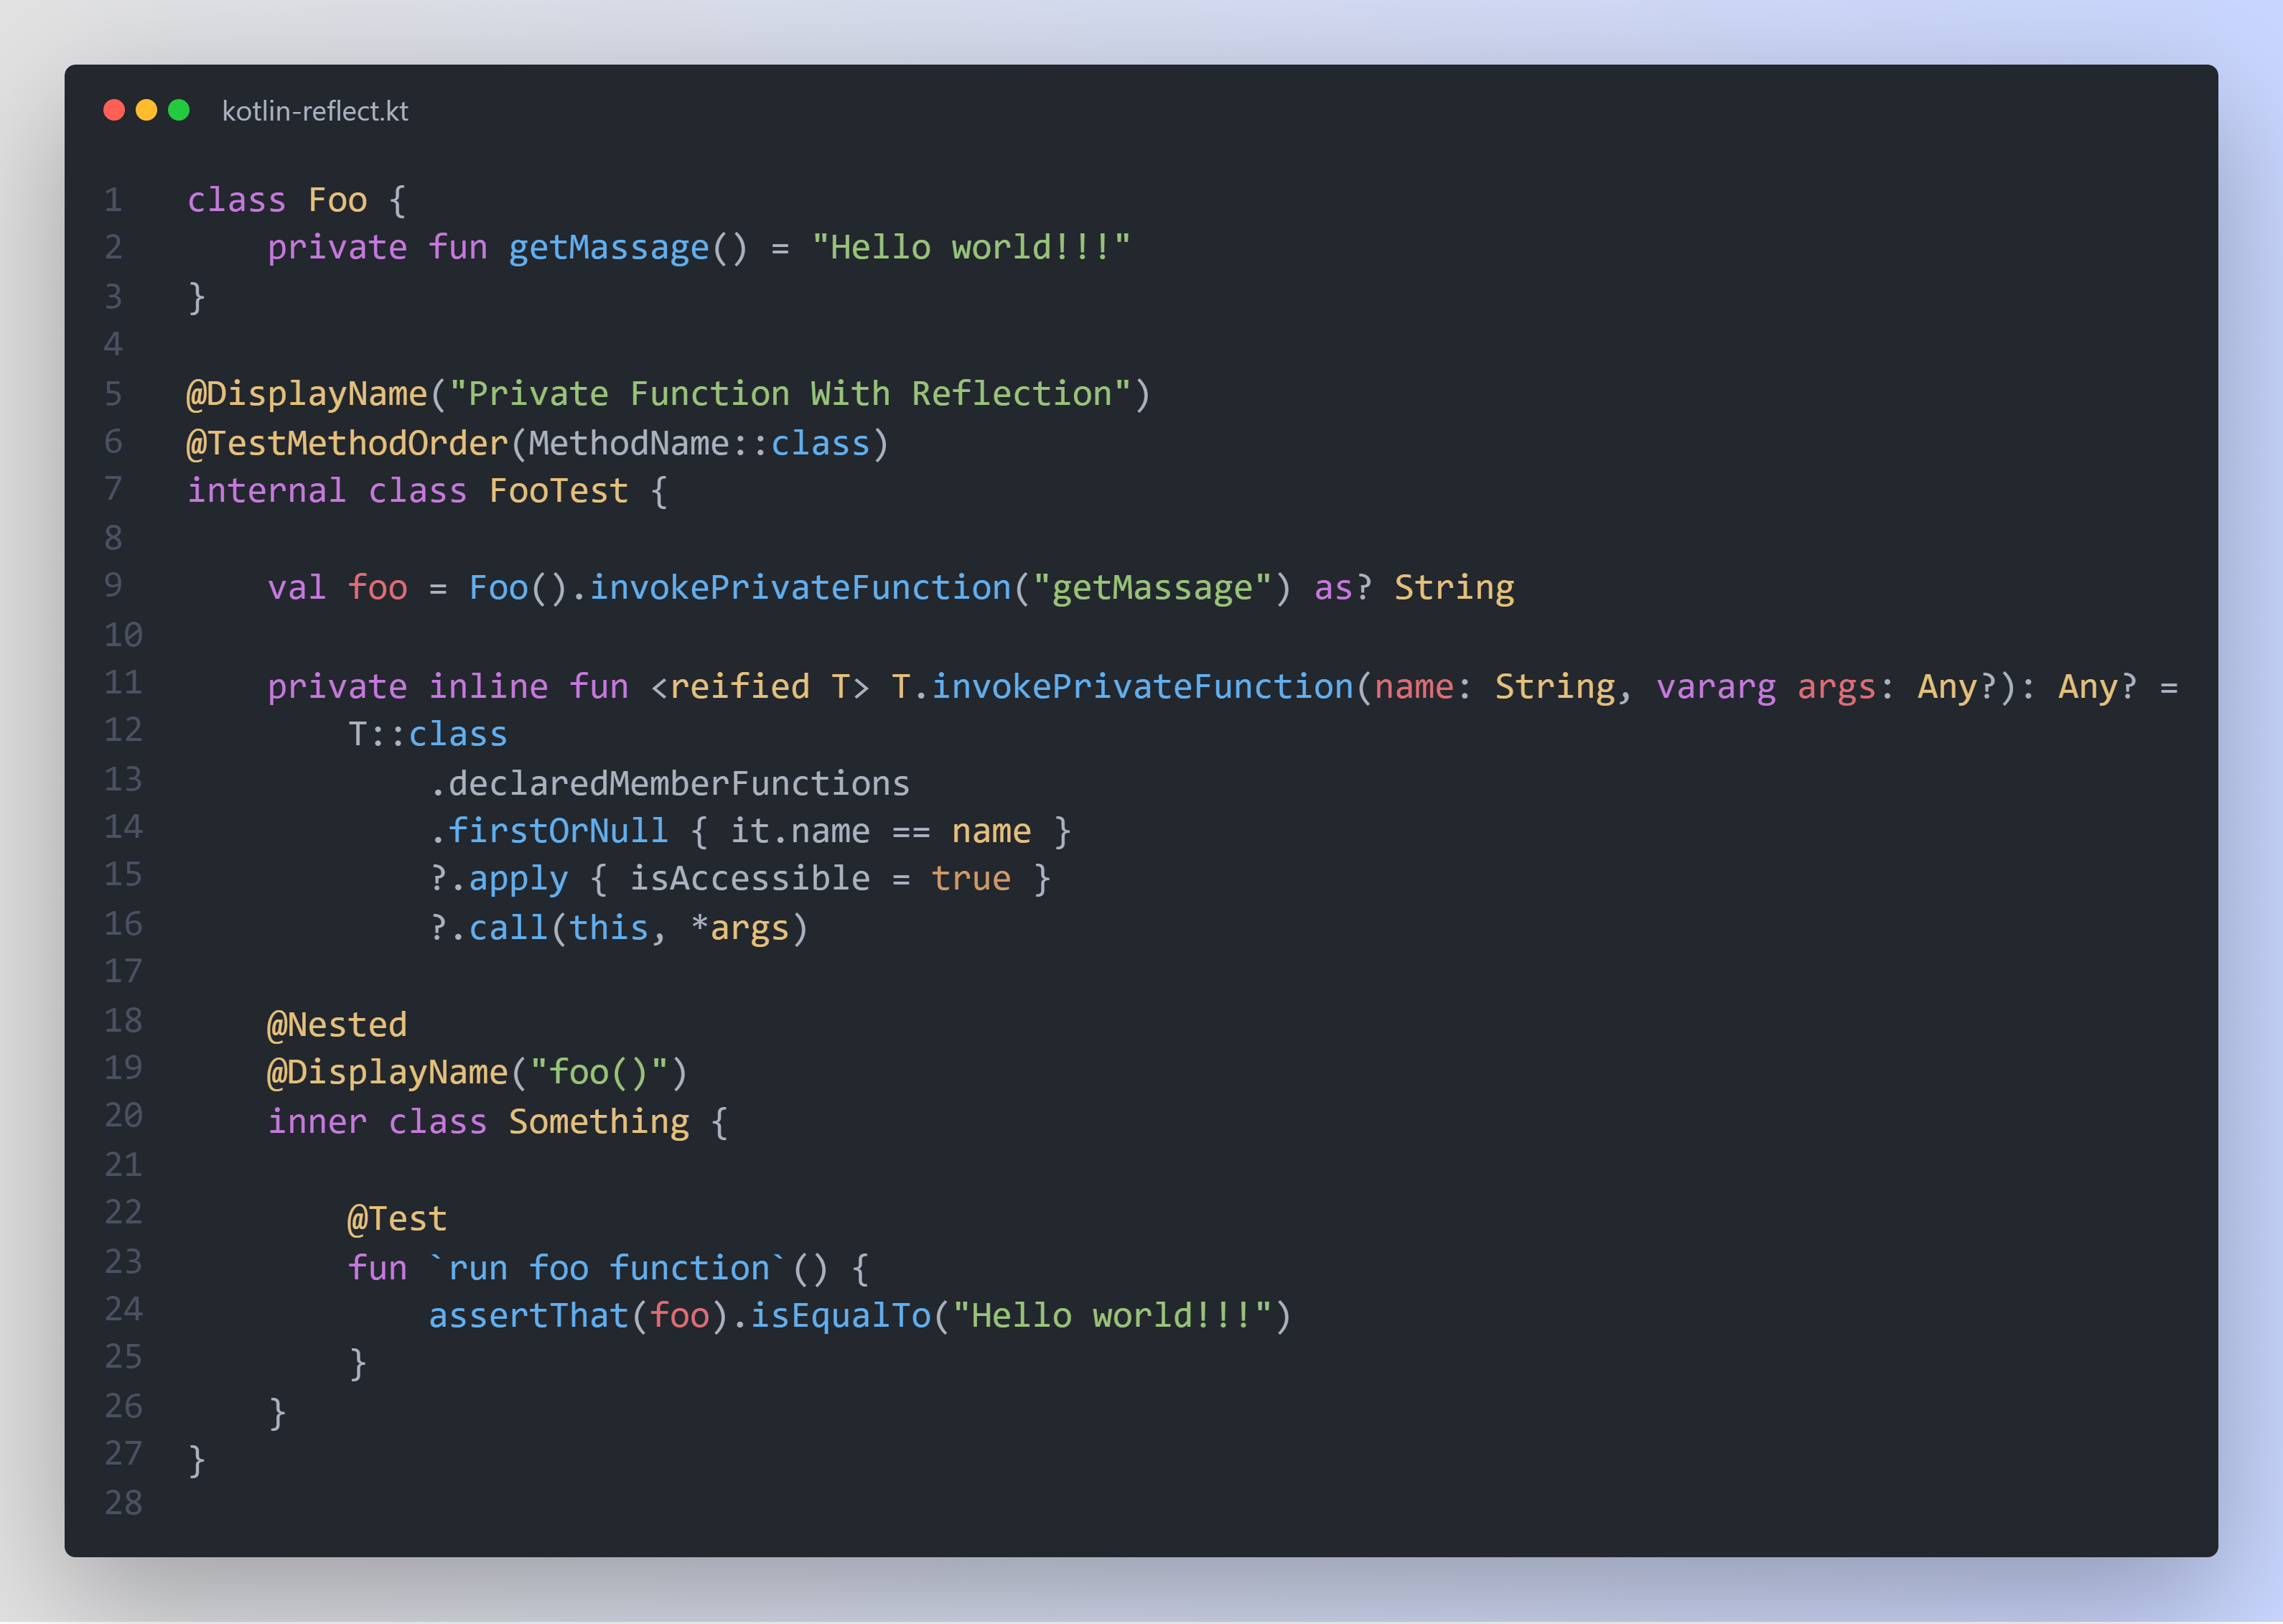 kotlin-reflect.kt
1 class Foo {
2     private fun getMassage() = "Hello world!!!"
3 }
4
5 @DisplayName("Private Function With Reflection")
6 @TestMethodOrder(MethodName::class)
7 internal class FooTest {
8
9     val foo = Foo().invokePrivateFunction("getMassage") as? String
10
11     private inline fun <reified T> T.invokePrivateFunction(name: String, vararg args: Any?): Any? =
12         T::class
13             .declaredMemberFunctions
14             .firstOrNull { it.name == name }
15             ?.apply { isAccessible = true }
16             ?.call(this, *args)
17
18     @Nested
19     @DisplayName("foo()")
20     inner class Something {
21
22         @Test
23         fun `run foo function`() {
24             assertThat(foo).isEqualTo("Hello world!!!")
25         }
26     }
27 }
28